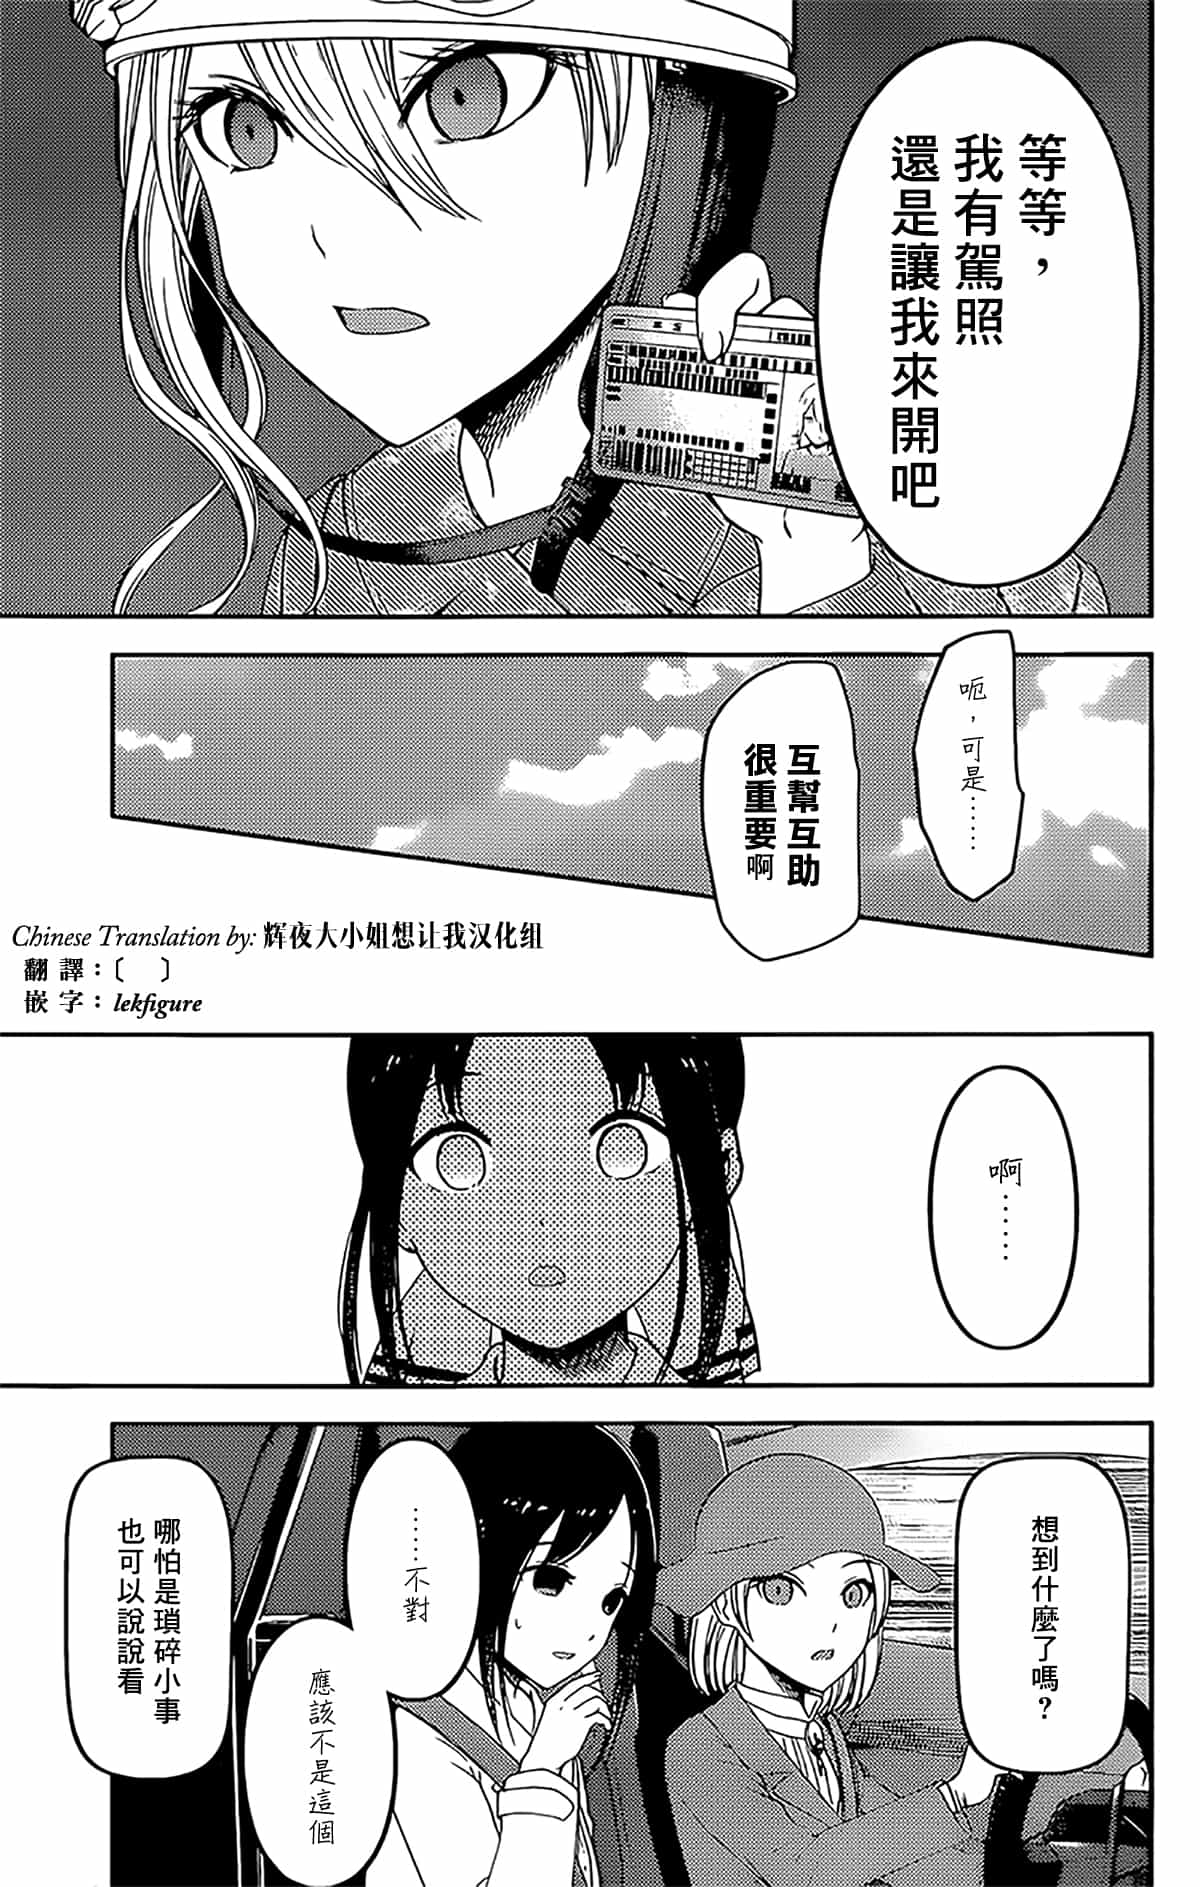 等等，
我有駕照
還是讓我來開吧
呃，可是……
互幫互助
很重要啊
Chinese Translation by: 辉夜大小姐想让我汉化组
翻譯：〔　〕
嵌字：lekfigure
啊……
想到什麼了嗎？
……不對
應該不是這個
哪怕是瑣碎小事
也可以說說看